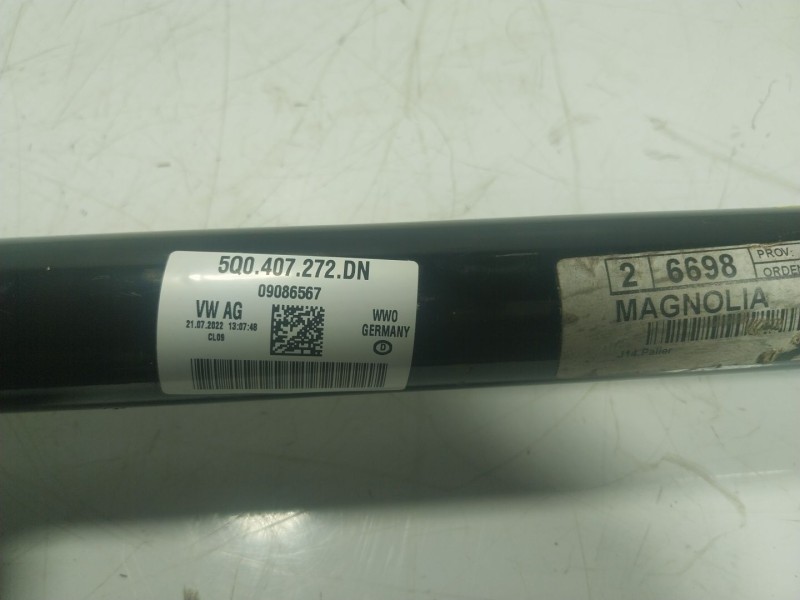 5Q0.407.272.DN
09086567
VW AG
21.07.2022 13:07:48
CL09
WWO
GERMANY
2 6698
PROV:
ORDEN
MAGNOLIA